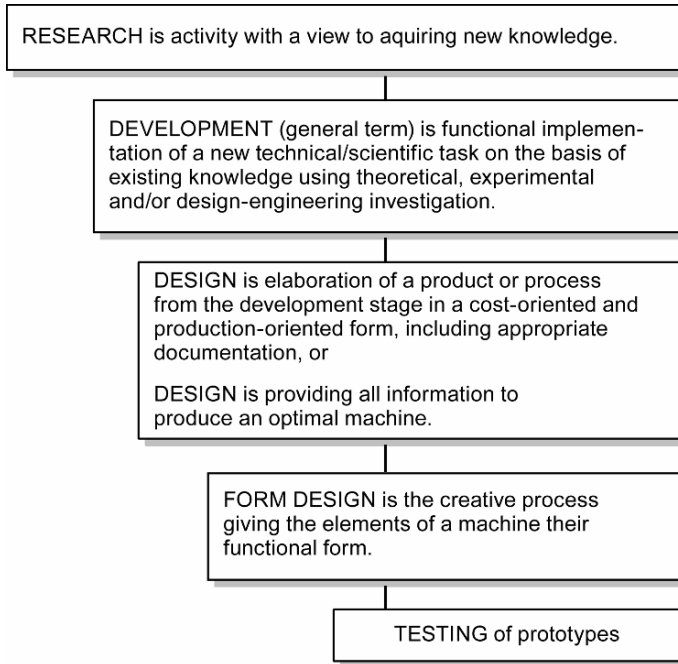 RESEARCH is activity with a view to aquiring new knowledge.
DEVELOPMENT (general term) is functional implemen-
tation of a new technical/scientific task on the basis of
existing knowledge using theoretical, experimental
and/or design-engineering investigation.
DESIGN is elaboration of a product or process
from the development stage in a cost-oriented and
production-oriented form, including appropriate
documentation, or
DESIGN is providing all information to
produce an optimal machine.
FORM DESIGN is the creative process
giving the elements of a machine their
functional form.
TESTING of prototypes